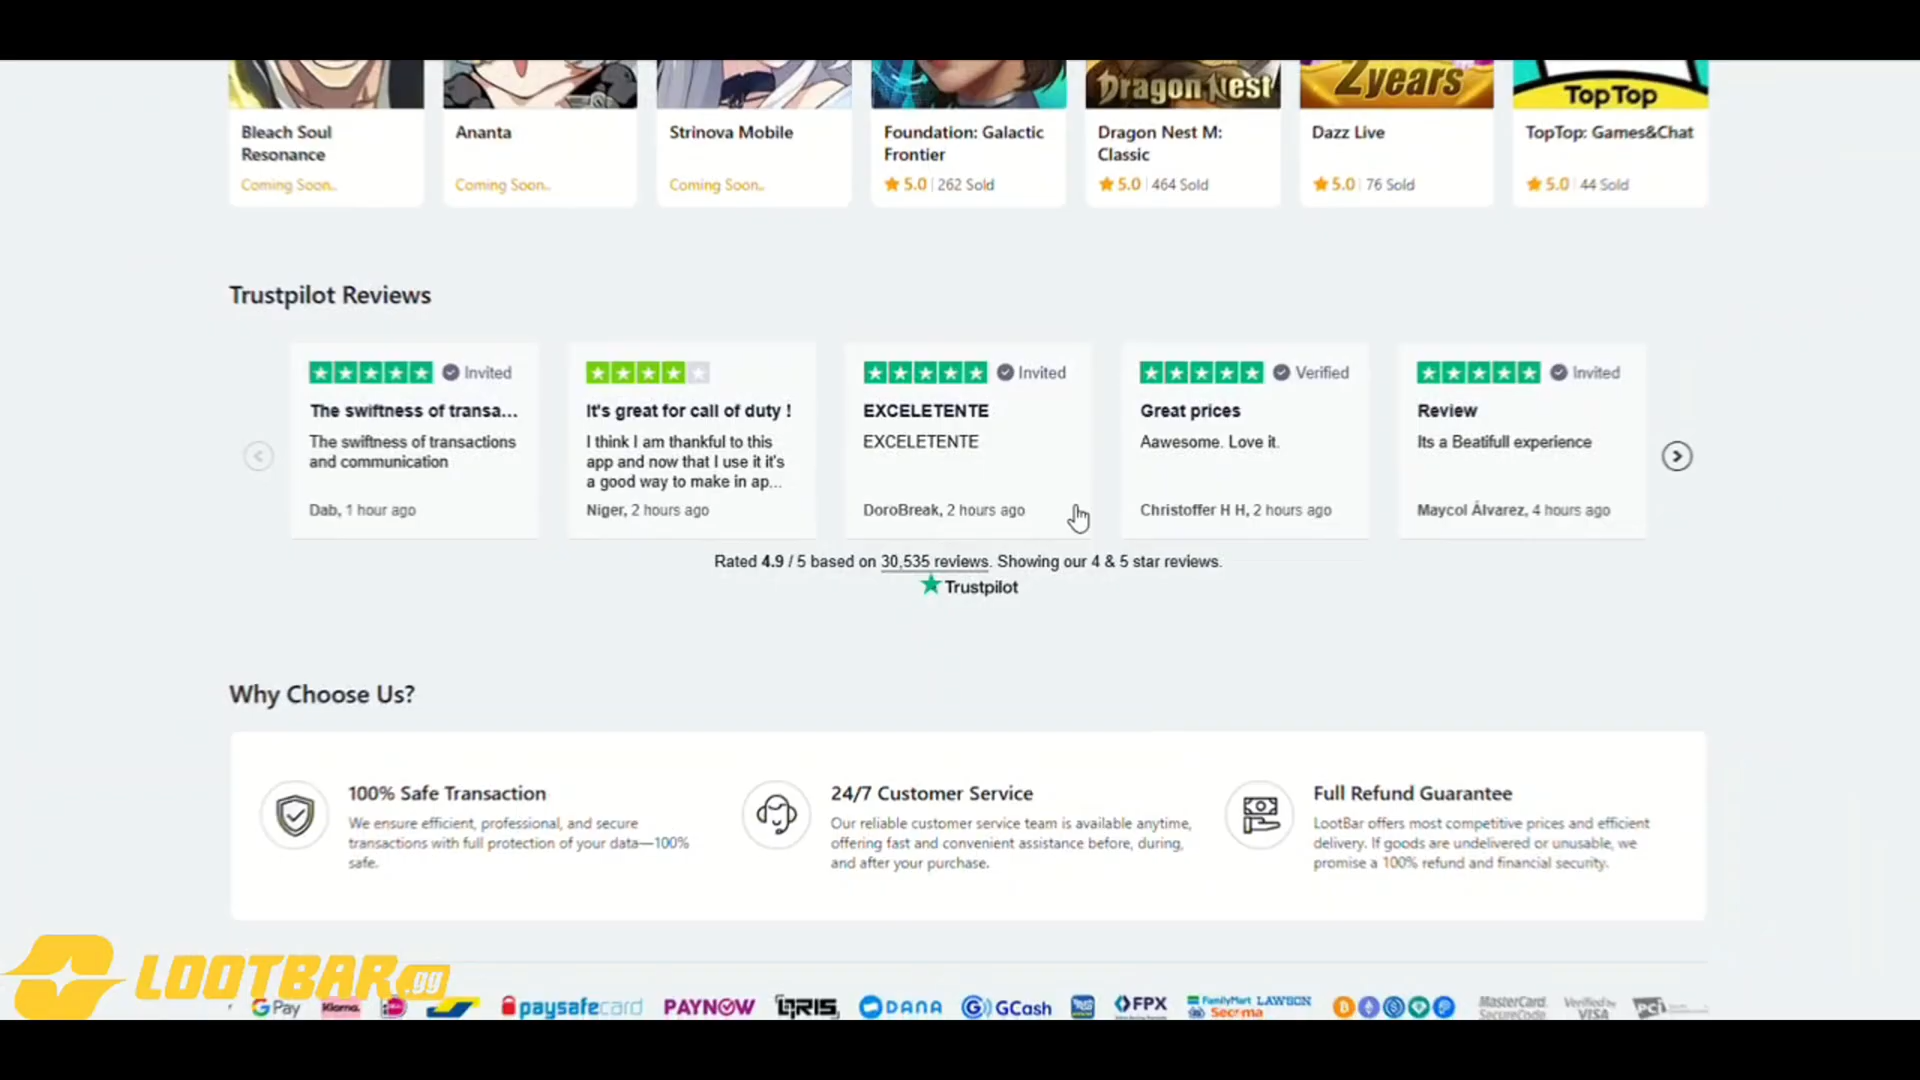 Dragon Nest
2years
TopTop
Bleach Soul
Resonance
Coming Soon..
Ananta
Coming Soon..
Strinova Mobile
Coming Soon..
Foundation: Galactic
Frontier
5.0 | 262 Sold
Dragon Nest M:
Classic
5.0 | 464 Sold
Dazz Live
5.0 | 76 Sold
TopTop: Games&Chat
5.0 | 44 Sold
Trustpilot Reviews
Invited
The swiftness of transa...
The swiftness of transactions
and communication
Dab, 1 hour ago
It's great for call of duty !
I think I am thankful to this
app and now that I use it it's
a good way to make in ap...
Niger, 2 hours ago
Invited
EXCELETENTE
EXCELETENTE
DoroBreak, 2 hours ago
Verified
Great prices
Aawesome. Love it.
Christoffer H H, 2 hours ago
Invited
Review
Its a Beatifull experience
Maycol Álvarez, 4 hours ago
Rated 4.9 / 5 based on 30,535 reviews. Showing our 4 & 5 star reviews.
Trustpilot
Why Choose Us?
100% Safe Transaction
We ensure efficient, professional, and secure
transactions with full protection of your data—100%
safe.
24/7 Customer Service
Our reliable customer service team is available anytime,
offering fast and convenient assistance before, during,
and after your purchase.
Full Refund Guarantee
LootBar offers most competitive prices and efficient
delivery. If goods are undelivered or unusable, we
promise a 100% refund and financial security.
LOOTBAR.gg
G Pay Klarna. paysafecard PAYNOW QRIS DANA GCash FPX FamilyMart LAWSON MasterCard. Verified by
SecureCode VISA PCI